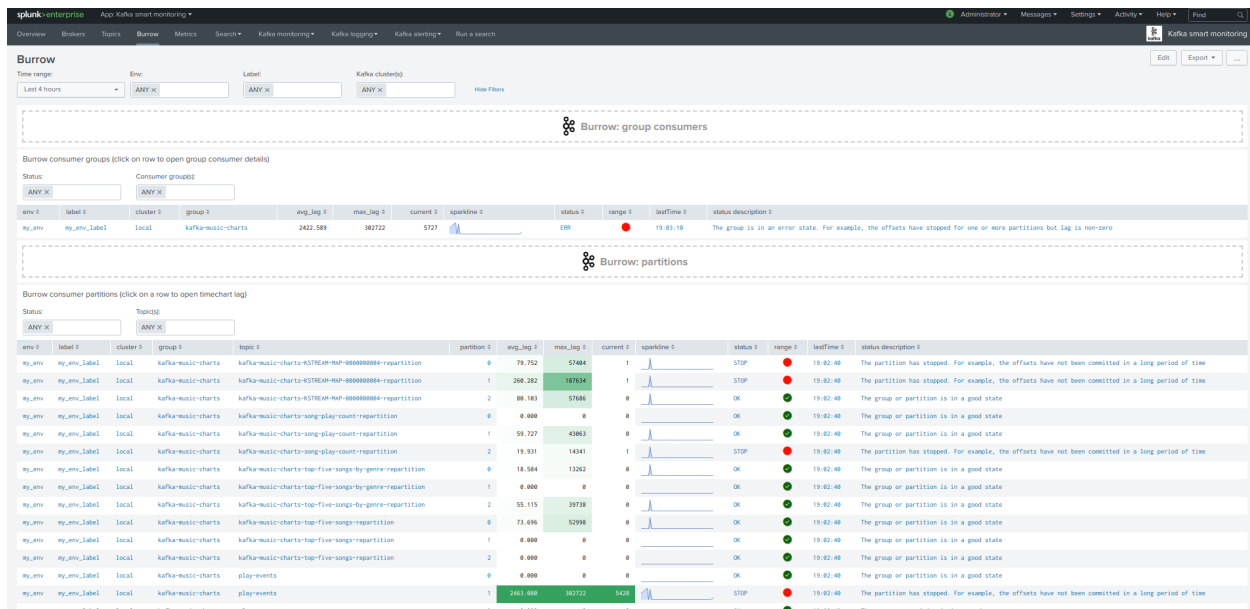 splunk>enterprise App: Kafka smart monitoring Administrator Messages Settings Activity Help Find
Overview Brokers Topics Burrow Metrics Search Kafka monitoring Kafka logging Kafka alerting Run a search kafka Kafka smart monitoring
Burrow Edit Export ...
Time range: Env: Label: Kafka cluster(s):
Last 4 hours ANY × ANY × ANY × Hide Filters
Burrow: group consumers
Burrow consumer groups (click on row to open group consumer details)
Status: Consumer group(s):
ANY × ANY ×
env label cluster group avg_lag max_lag current sparkline status range lastTime status description
my_env my_env_label local kafka-music-charts 2422.589 302722 5727 ERR 19:03:10 The group is in an error state. For example, the offsets have stopped for one or more partitions but lag is non-zero
Burrow: partitions
Burrow consumer partitions (click on a row to open timechart lag)
Status: Topic(s):
ANY × ANY ×
env label cluster group topic partition avg_lag max_lag current sparkline status range lastTime status description
my_env my_env_label local kafka-music-charts kafka-music-charts-KSTREAM-MAP-0000000004-repartition 0 79.752 57404 1 STOP 19:02:40 The partition has stopped. For example, the offsets have not been committed in a long period of time
my_env my_env_label local kafka-music-charts kafka-music-charts-KSTREAM-MAP-0000000004-repartition 1 260.282 187634 1 STOP 19:02:40 The partition has stopped. For example, the offsets have not been committed in a long period of time
my_env my_env_label local kafka-music-charts kafka-music-charts-KSTREAM-MAP-0000000004-repartition 2 80.103 57686 0 OK 19:02:40 The group or partition is in a good state
my_env my_env_label local kafka-music-charts kafka-music-charts-song-play-count-repartition 0 0.000 0 0 OK 19:02:40 The group or partition is in a good state
my_env my_env_label local kafka-music-charts kafka-music-charts-song-play-count-repartition 1 59.727 43063 0 OK 19:02:40 The group or partition is in a good state
my_env my_env_label local kafka-music-charts kafka-music-charts-song-play-count-repartition 2 19.931 14341 1 STOP 19:02:40 The partition has stopped. For example, the offsets have not been committed in a long period of time
my_env my_env_label local kafka-music-charts kafka-music-charts-top-five-songs-by-genre-repartition 0 18.584 13262 0 OK 19:02:40 The group or partition is in a good state
my_env my_env_label local kafka-music-charts kafka-music-charts-top-five-songs-by-genre-repartition 1 0.000 0 0 OK 19:02:40 The group or partition is in a good state
my_env my_env_label local kafka-music-charts kafka-music-charts-top-five-songs-by-genre-repartition 2 55.115 39738 0 OK 19:02:40 The group or partition is in a good state
my_env my_env_label local kafka-music-charts kafka-music-charts-top-five-songs-repartition 0 73.696 52998 0 OK 19:02:40 The group or partition is in a good state
my_env my_env_label local kafka-music-charts kafka-music-charts-top-five-songs-repartition 1 0.000 0 0 OK 19:02:40 The group or partition is in a good state
my_env my_env_label local kafka-music-charts kafka-music-charts-top-five-songs-repartition 2 0.000 0 0 OK 19:02:40 The group or partition is in a good state
my_env my_env_label local kafka-music-charts play-events 0 0.000 0 0 OK 19:02:40 The group or partition is in a good state
my_env my_env_label local kafka-music-charts play-events 1 2463.080 302722 5428 STOP 19:02:40 The partition has stopped. For example, the offsets have not been committed in a long period of time